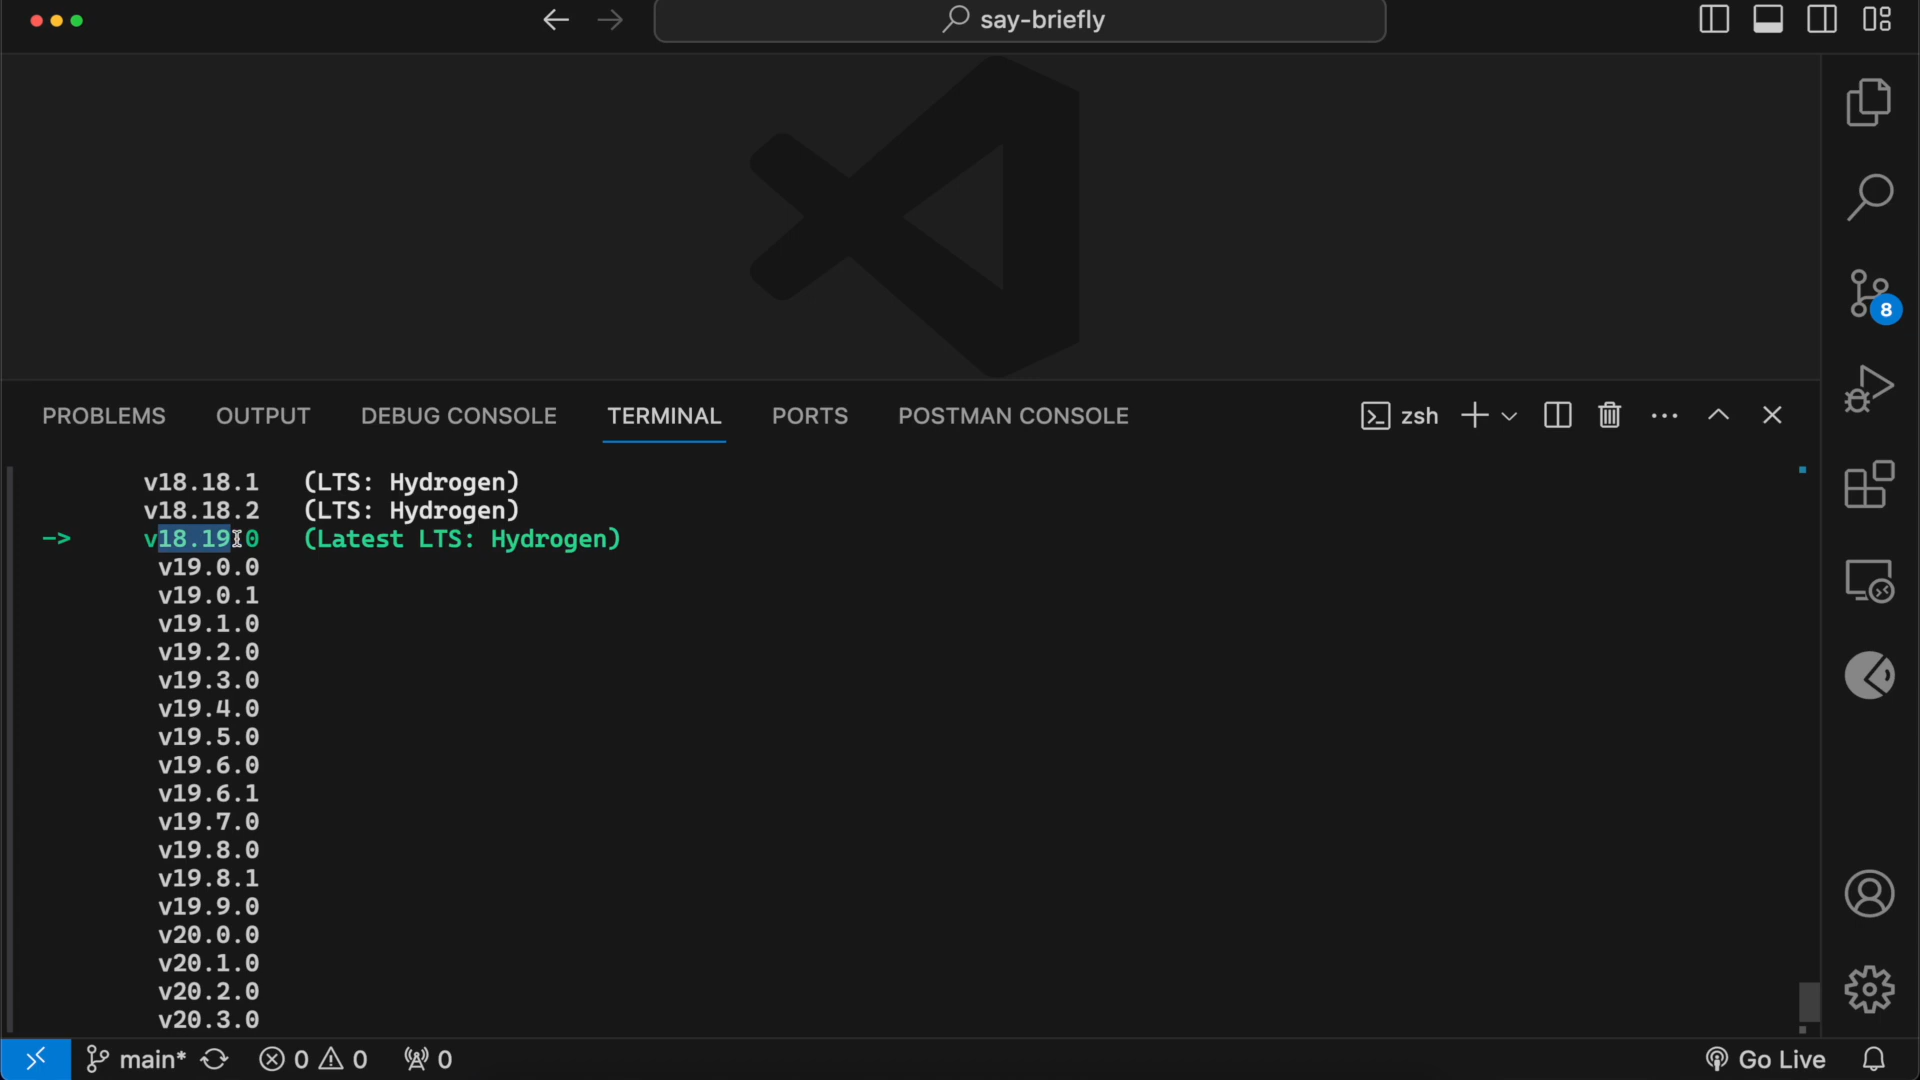 say-briefly
8
PROBLEMS OUTPUT DEBUG CONSOLE TERMINAL PORTS POSTMAN CONSOLE zsh
v18.18.1 (LTS: Hydrogen)
v18.18.2 (LTS: Hydrogen)
-> v18.19.0 (Latest LTS: Hydrogen)
v19.0.0
v19.0.1
v19.1.0
v19.2.0
v19.3.0
v19.4.0
v19.5.0
v19.6.0
v19.6.1
v19.7.0
v19.8.0
v19.8.1
v19.9.0
v20.0.0
v20.1.0
v20.2.0
v20.3.0
main* 0 0 0 Go Live